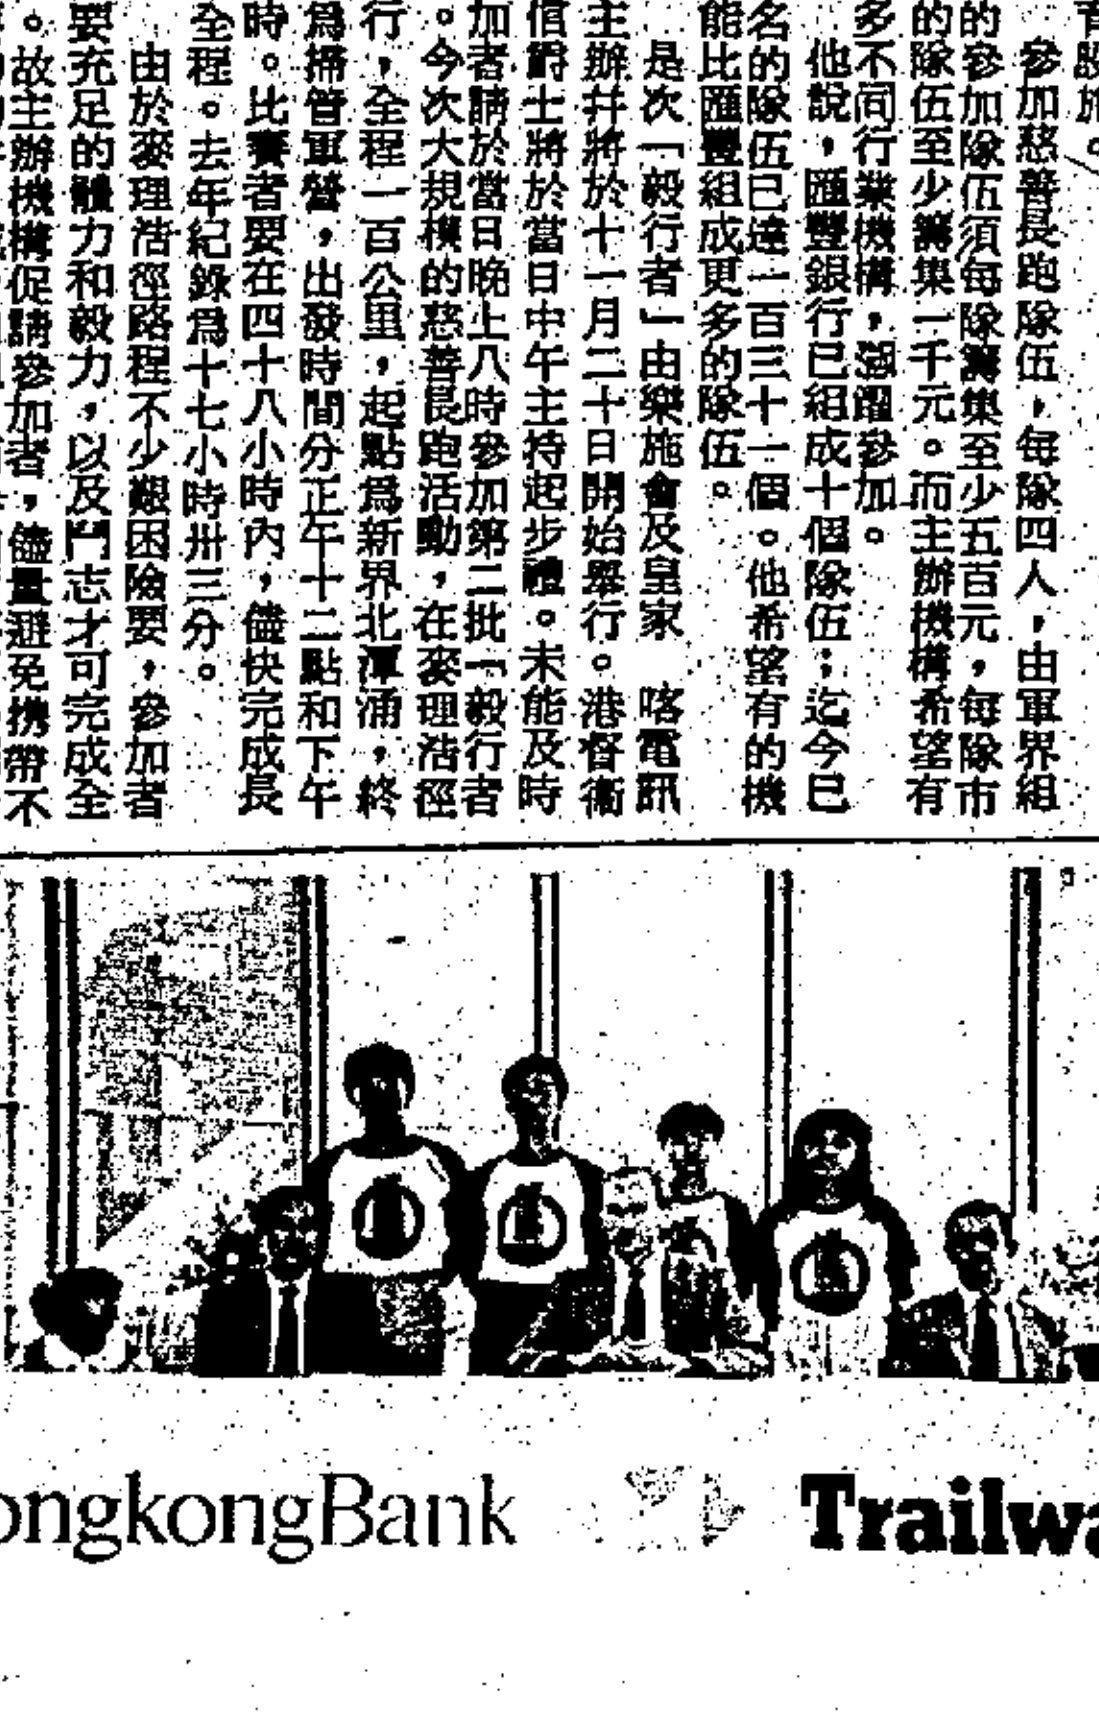 育設施。
參加慈善長跑隊伍，每隊四人，由軍界組
的參加隊伍須每隊籌集至少五百元，每隊市
的隊伍至少籌集一千元。而主辦機構希望有
多不同行業機構，踴躍參加。
他說，匯豐銀行已組成十個隊伍；迄今已
名的隊伍已達一百三十一個。他希望有的機
能比匯豐組成更多的隊伍。
是次「毅行者」由樂施會及皇家 喀電訊
主辦幷將於十一月二十日開始舉行。港督衞
信爵士將於當日中午主持起步禮。未能及時
加者請於當日晚上八時參加第二批「毅行者
。今次大規模的慈善長跑活動，在麥理浩徑
行，全程一百公里，起點爲新界北潭涌，終
爲掃管軍營，出發時間分正午十二點和下午
時。比賽者要在四十八小時內，儘快完成長
全程。去年紀錄爲十七小時卅三分。
由於麥理浩徑路程不少艱困險要，參加者
要充足的體力和毅力，以及鬥志才可完成全
。故主辦機構促請參加者，儘量避免携帶不
ongkongBank
Trailwa